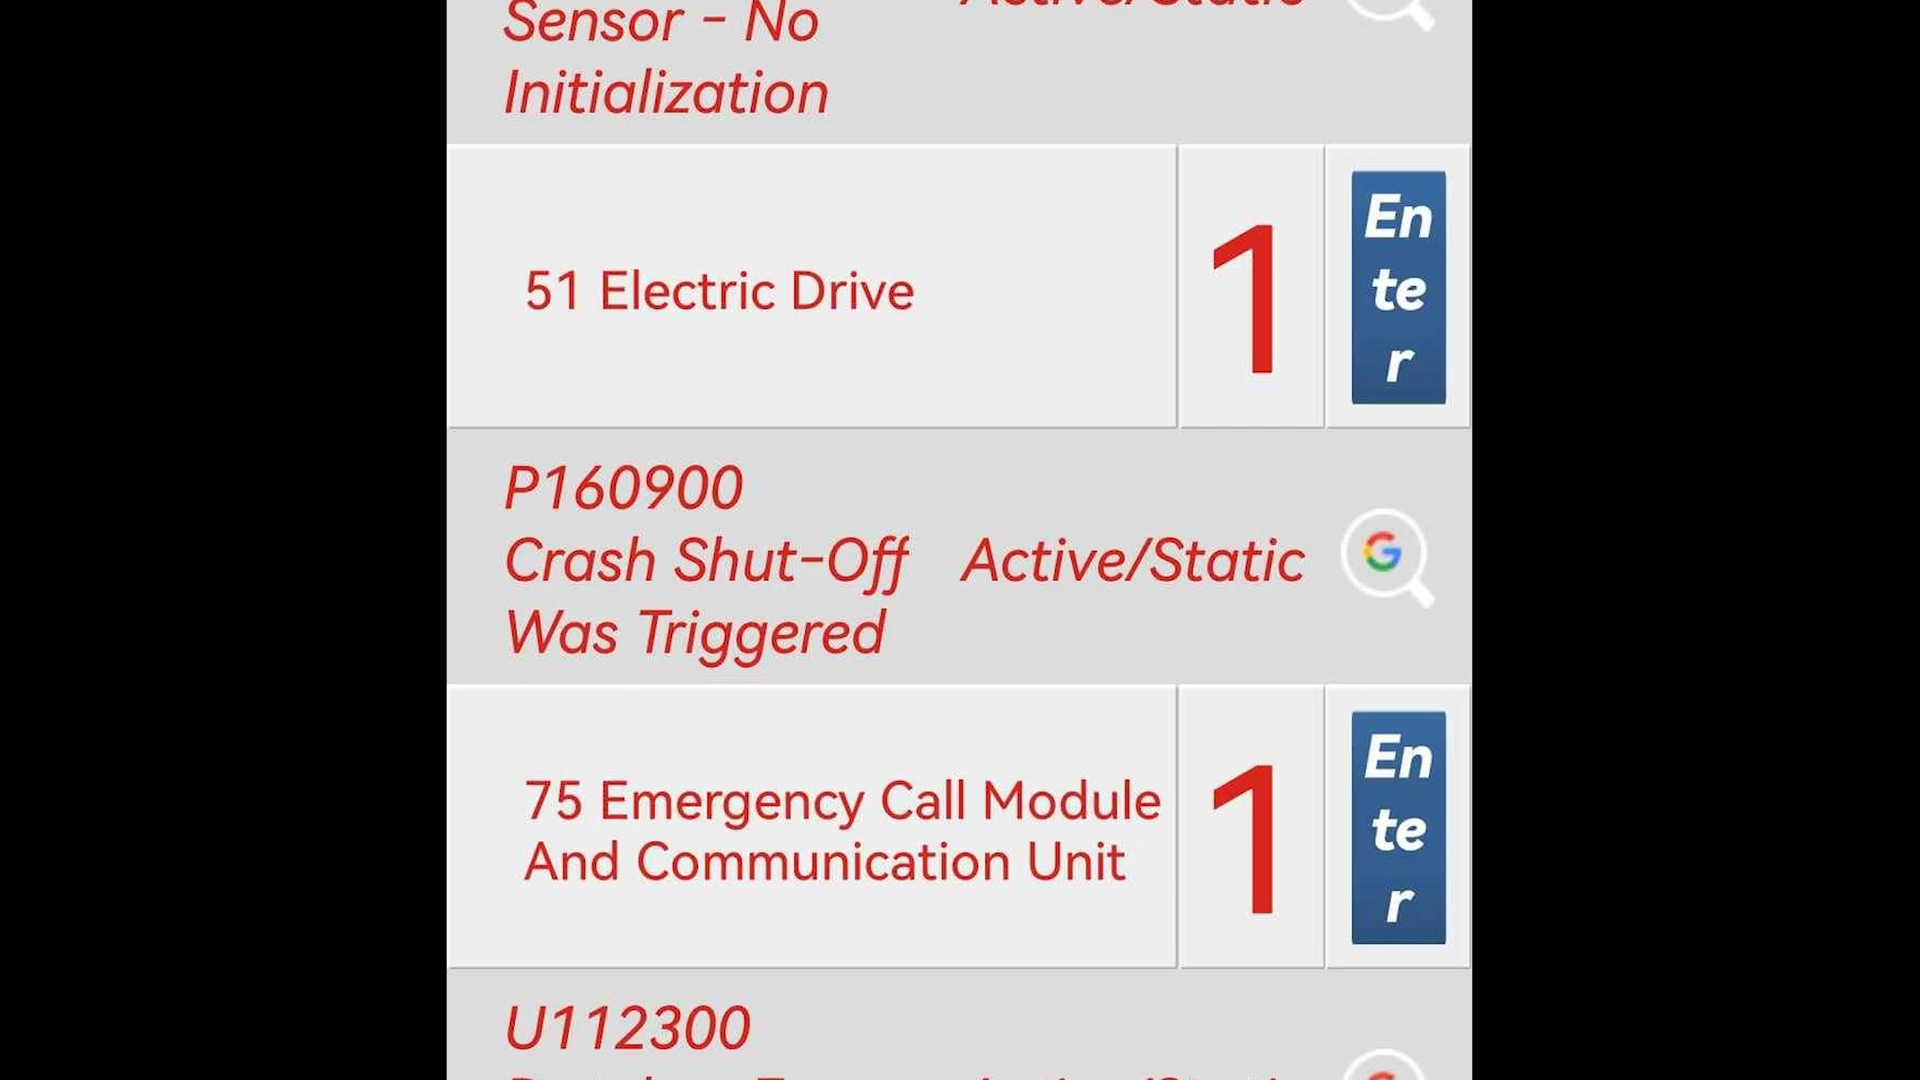 Sensor - No
Initialization
51 Electric Drive
1
En
te
r
P160900
Crash Shut-Off Active/Static
Was Triggered
75 Emergency Call Module
And Communication Unit
1
En
te
r
U112300